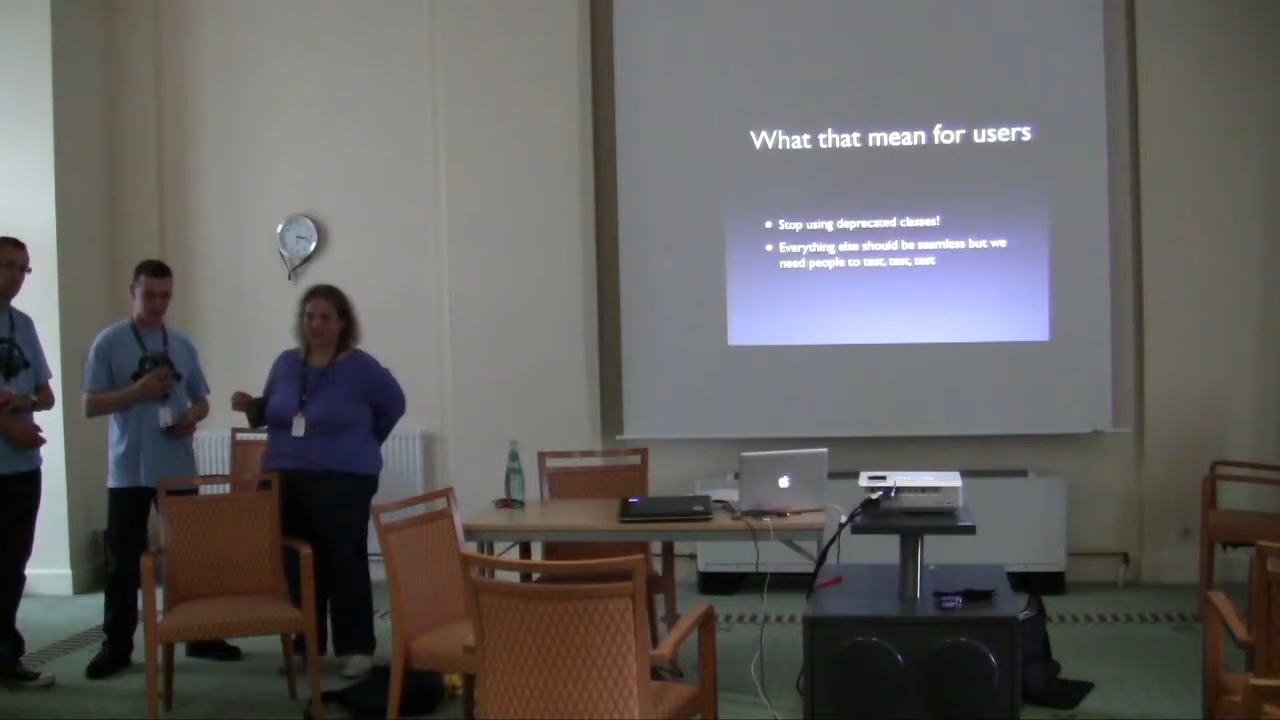 What that mean for users
Stop using deprecated classes!
Everything else should be seamless but we
need people to test, test, test